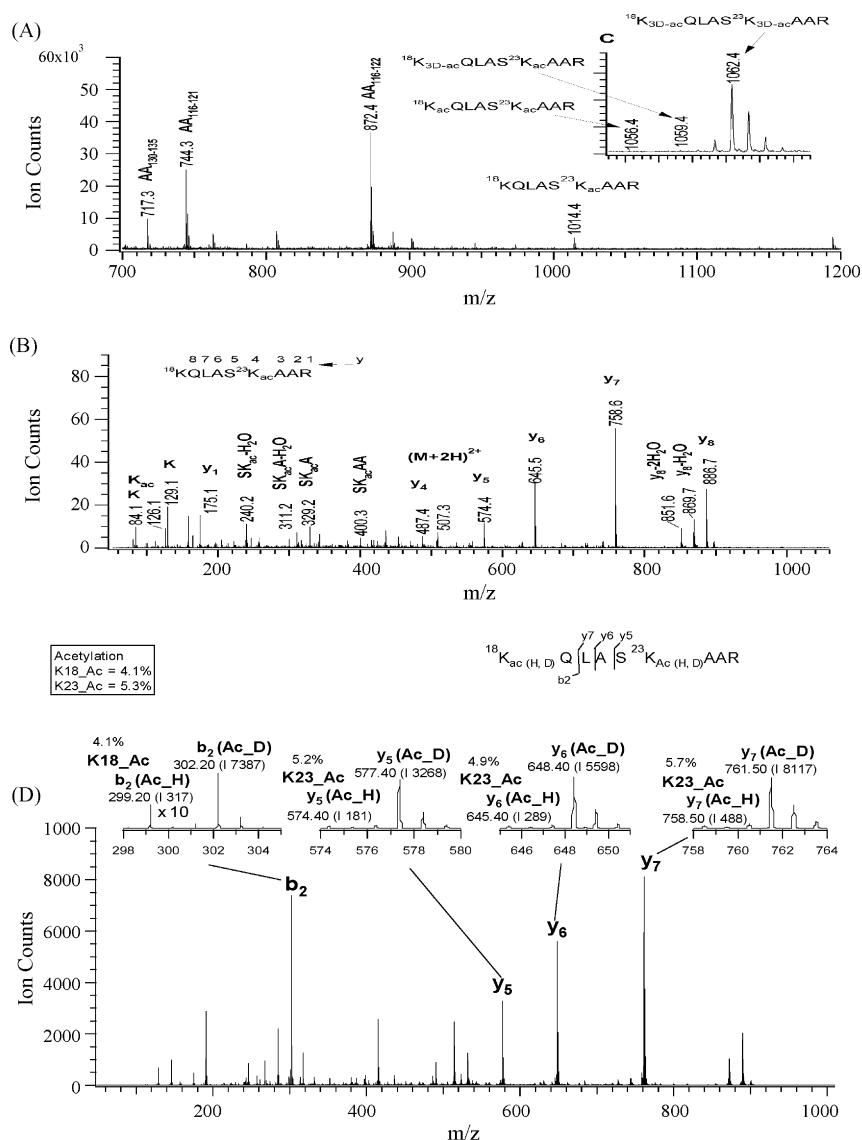 (A)
18K3D-acQLAS23K3D-acAAR
C
18K3D-acQLAS23KacAAR
18KacQLAS23KacAAR
1056.4
1059.4
1062.4
60x10³
50
40
30
20
10
0
Ion Counts
717.3 AA130-135
744.3 AA116-121
872.4 AA116-122
18KQLAS23KacAAR
1014.4
700
800
900
1000
1100
1200
m/z
(B)
8 7 6 5 4 3 2 1 y
18KQLAS23KacAAR
80
60
40
20
0
Ion Counts
K 84.1
Kac 126.1
K 129.1
y1 175.1
SKac-H2O 240.2
SKacA-H2O 311.2
SKacA 329.2
SKacAA 400.3
y4 487.4
(M+2H)2+ 507.3
y5 574.4
y6 645.5
y7 758.6
y8-2H2O 851.6
y8-H2O 869.7
y8 886.7
200
400
600
800
1000
m/z
Acetylation
K18_Ac = 4.1%
K23_Ac = 5.3%
y7 y6 y5
18Kac (H, D) Q L A S 23KAc (H, D)AAR
b2
(D)
4.1%
K18_Ac
b2 (Ac_H)
299.20 (I 317)
x 10
b2 (Ac_D)
302.20 (I 7387)
298 300 302 304
5.2%
K23_Ac
y5 (Ac_H)
574.40 (I 181)
y5 (Ac_D)
577.40 (I 3268)
574 576 578 580
4.9%
K23_Ac
y6 (Ac_H)
645.40 (I 289)
y6 (Ac_D)
648.40 (I 5598)
646 648 650
5.7%
K23_Ac
y7 (Ac_H)
758.50 (I 488)
y7 (Ac_D)
761.50 (I 8117)
758 760 762 764
10000
8000
6000
4000
2000
0
Ion Counts
b2
y5
y6
y7
200
400
600
800
1000
m/z